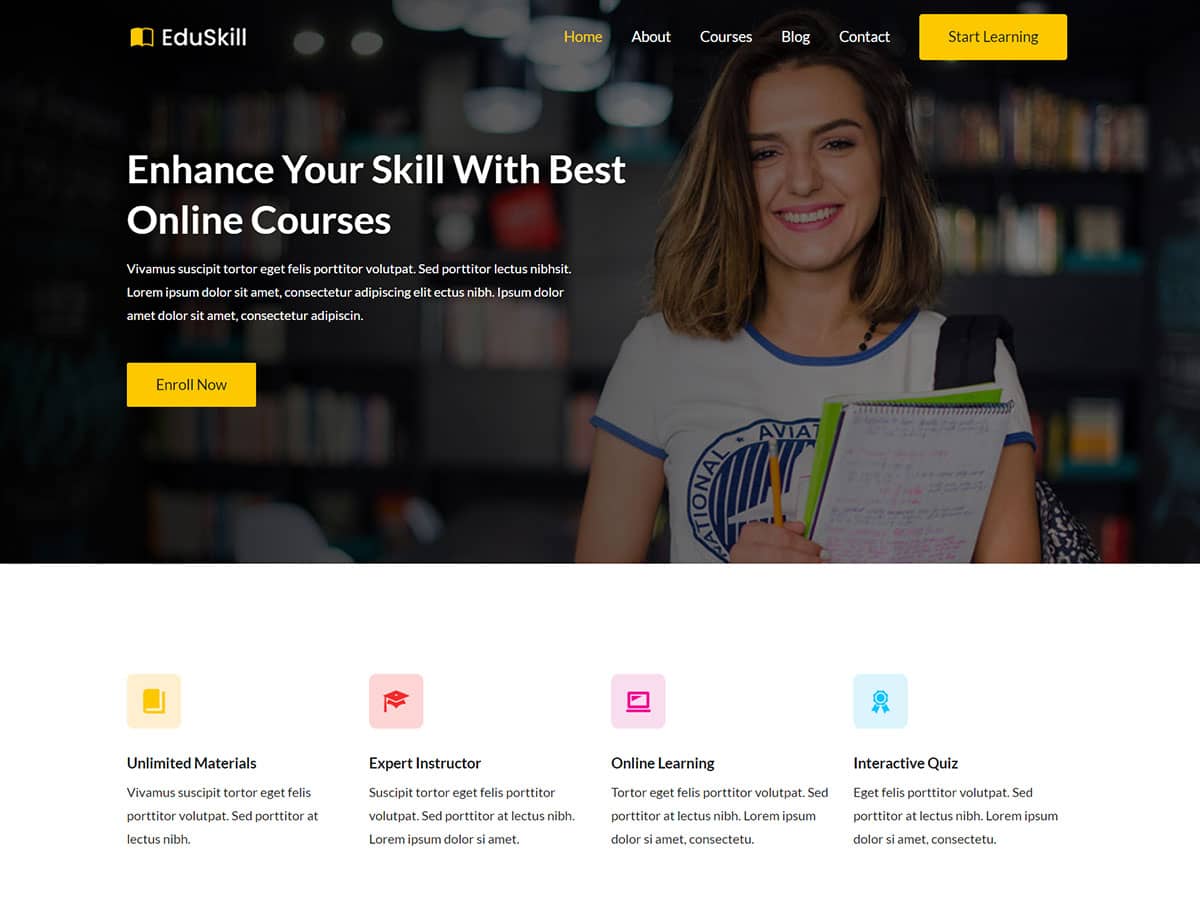 EduSkill
Home
About
Courses
Blog
Contact
Start Learning
Enhance Your Skill With Best
Online Courses
Vivamus suscipit tortor eget felis porttitor volutpat. Sed porttitor lectus nibhsit.
Lorem ipsum dolor sit amet, consectetur adipiscing elit ectus nibh. Ipsum dolor
amet dolor sit amet, consectetur adipiscin.
Enroll Now
NATIONAL ★ AVIAT
Unlimited Materials
Vivamus suscipit tortor eget felis
porttitor volutpat. Sed porttitor at
lectus nibh.
Expert Instructor
Suscipit tortor eget felis porttitor
volutpat. Sed porttitor at lectus nibh.
Lorem ipsum dolor si amet.
Online Learning
Tortor eget felis porttitor volutpat. Sed
porttitor at lectus nibh. Lorem ipsum
dolor si amet, consectetu.
Interactive Quiz
Eget felis porttitor volutpat. Sed
porttitor at lectus nibh. Lorem ipsum
dolor si amet, consectetu.